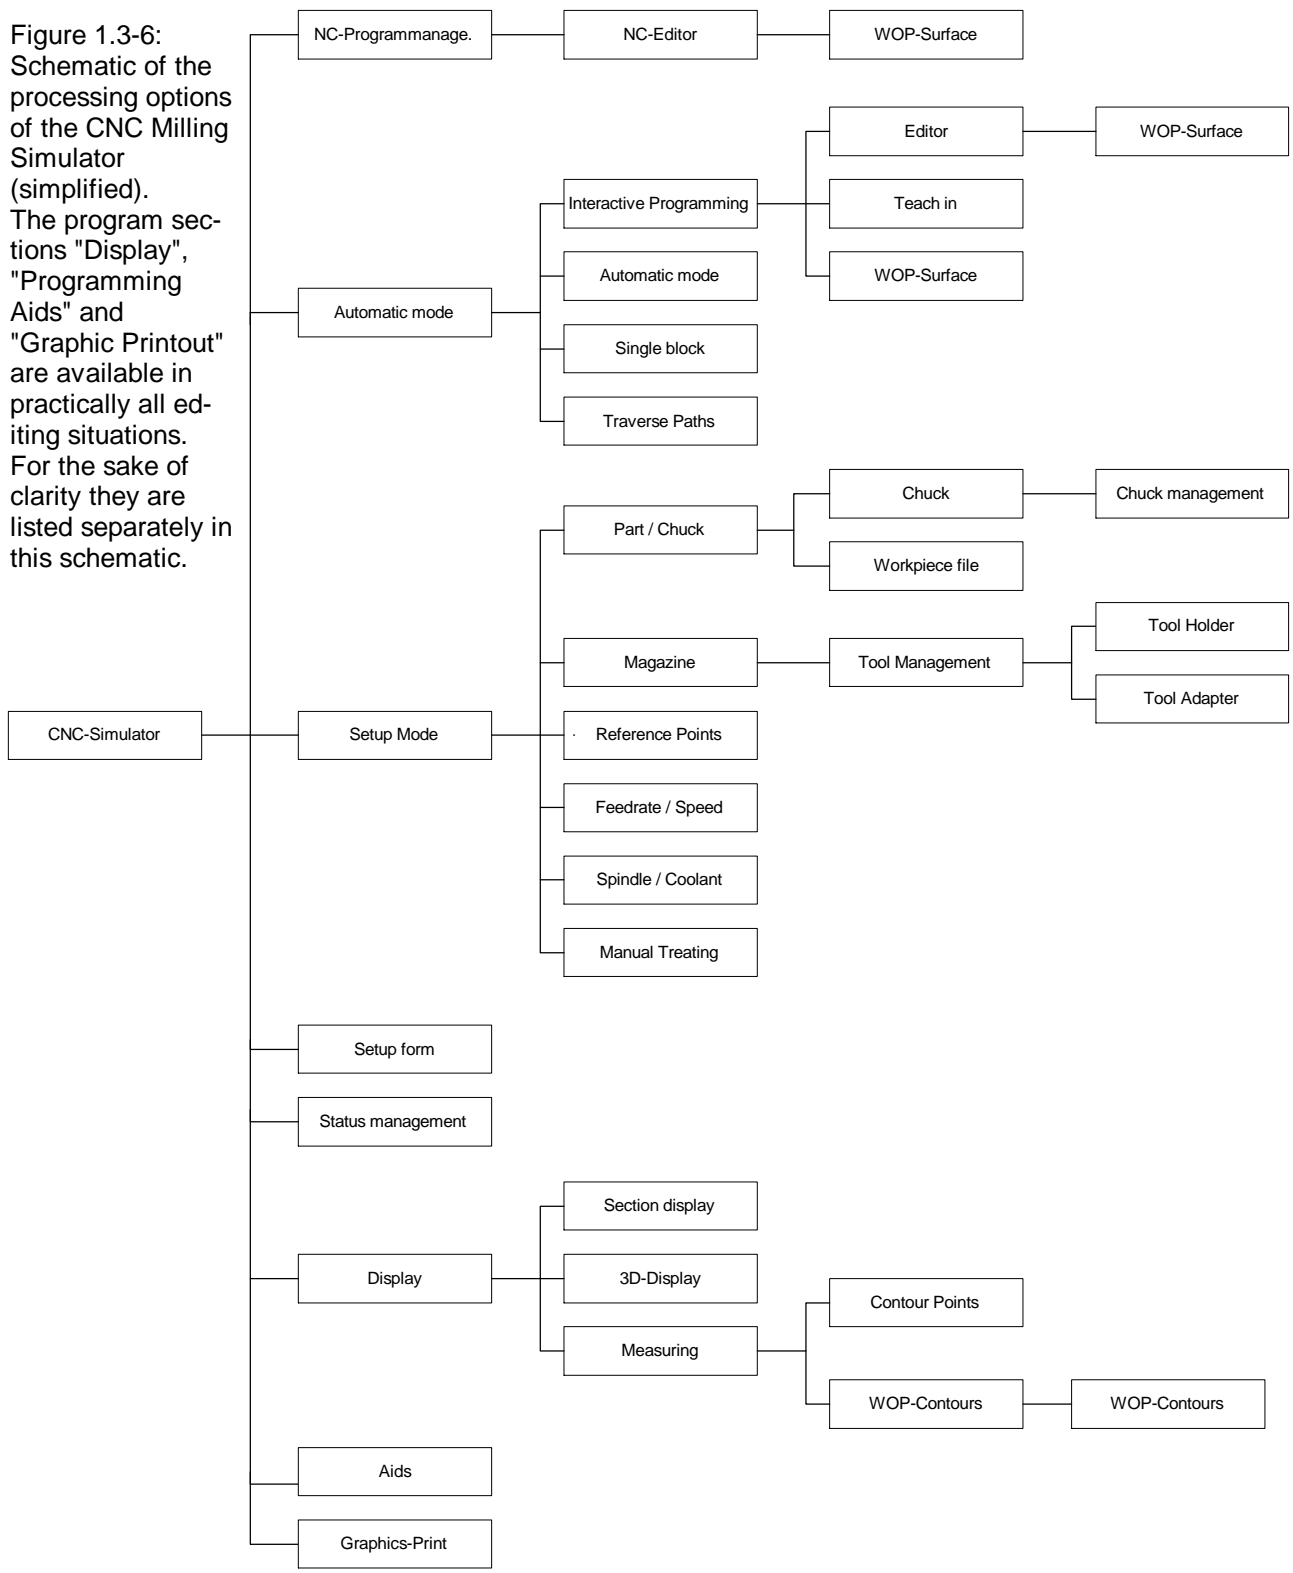 Figure 1.3-6:
Schematic of the
processing options
of the CNC Milling
Simulator
(simplified).
The program sec-
tions "Display",
"Programming
Aids" and
"Graphic Printout"
are available in
practically all ed-
iting situations.
For the sake of
clarity they are
listed separately in
this schematic.
CNC-Simulator
NC-Programmanage.
NC-Editor
WOP-Surface
Automatic mode
Interactive Programming
Editor
WOP-Surface
Teach in
WOP-Surface
Automatic mode
Single block
Traverse Paths
Setup Mode
Part / Chuck
Chuck
Chuck management
Workpiece file
Magazine
Tool Management
Tool Holder
Tool Adapter
Reference Points
Feedrate / Speed
Spindle / Coolant
Manual Treating
Setup form
Status management
Display
Section display
3D-Display
Measuring
Contour Points
WOP-Contours
WOP-Contours
Aids
Graphics-Print